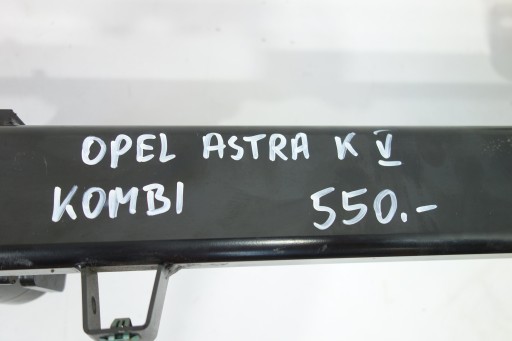 OPEL ASTRA K V
KOMBI 550.-